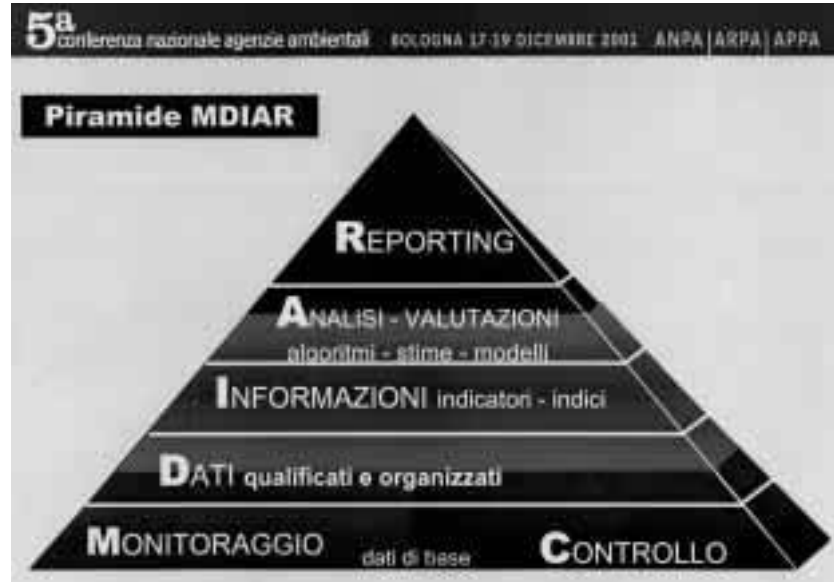 5a conferenza nazionale agenzie ambientali BOLOGNA 17-19 DICEMBRE 2001 ANPA|ARPA|APPA
Piramide MDIAR
REPORTING
ANALISI - VALUTAZIONI
algoritmi - stime - modelli
INFORMAZIONI indicatori - indici
DATI qualificati e organizzati
MONITORAGGIO dati di base CONTROLLO